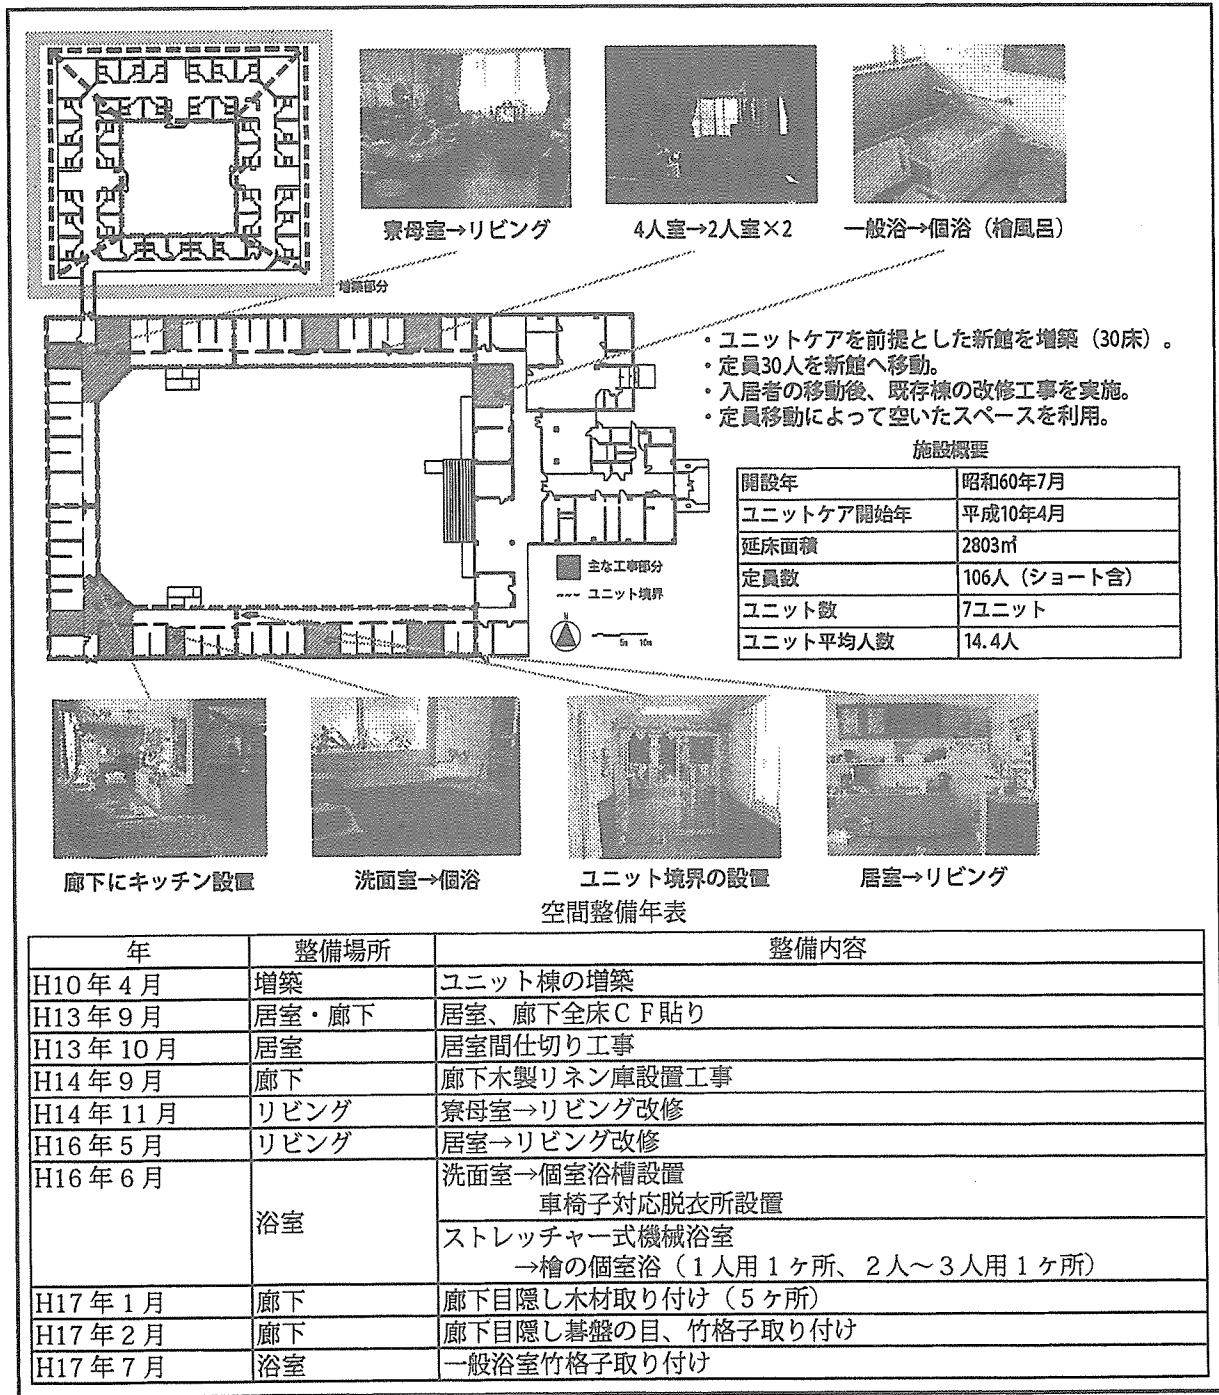 寮母室→リビング
4人室→2人室×2
一般浴→個浴（檜風呂）
増築部分
・ユニットケアを前提とした新館を増築（30床）．
・定員30人を新館へ移動。
・入居者の移動後、既存棟の改修工事を実施。
・定員移動によって空いたスペースを利用。
施設概要
開設年 昭和60年7月
ユニットケア開始年 平成10年4月
延床面積 2803㎡
定員数 106人（ショート含）
ユニット数 7ユニット
ユニット平均人数 14.4人
主な工事部分
ユニット境界
N
5m 10m
廊下にキッチン設置
洗面室→個浴
ユニット境界の設置
居室→リビング
空間整備年表
年 整備場所 整備内容
H10年4月 増築 ユニット棟の増築
H13年9月 居室・廊下 居室、廊下全床ＣＦ貼り
H13年10月 居室 居室間仕切り工事
H14年9月 廊下 廊下木製リネン庫設置工事
H14年11月 リビング 寮母室→リビング改修
H16年5月 リビング 居室→リビング改修
H16年6月 浴室 洗面室→個室浴槽設置
車椅子対応脱衣所設置
ストレッチャー式機械浴室
→檜の個室浴（１人用１ヶ所、２人～３人用１ヶ所）
H17年1月 廊下 廊下目隠し木材取り付け（５ヶ所）
H17年2月 廊下 廊下目隠し碁盤の目、竹格子取り付け
H17年7月 浴室 一般浴室竹格子取り付け